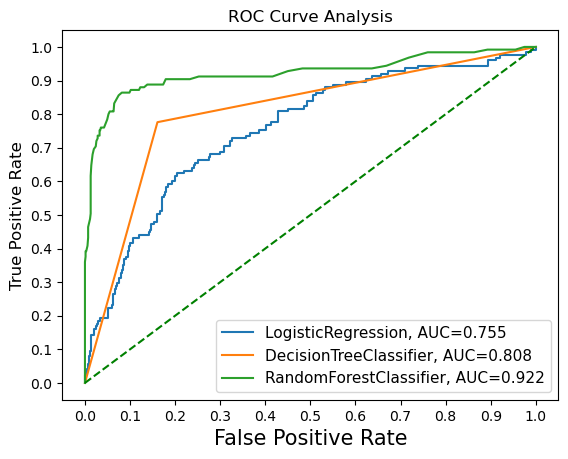 ROC Curve Analysis
True Positive Rate
1.0
0.9
0.8
0.7
0.6
0.5
0.4
0.3
0.2
0.1
0.0
LogisticRegression, AUC=0.755
DecisionTreeClassifier, AUC=0.808
RandomForestClassifier, AUC=0.922
0.0 0.1 0.2 0.3 0.4 0.5 0.6 0.7 0.8 0.9 1.0
False Positive Rate